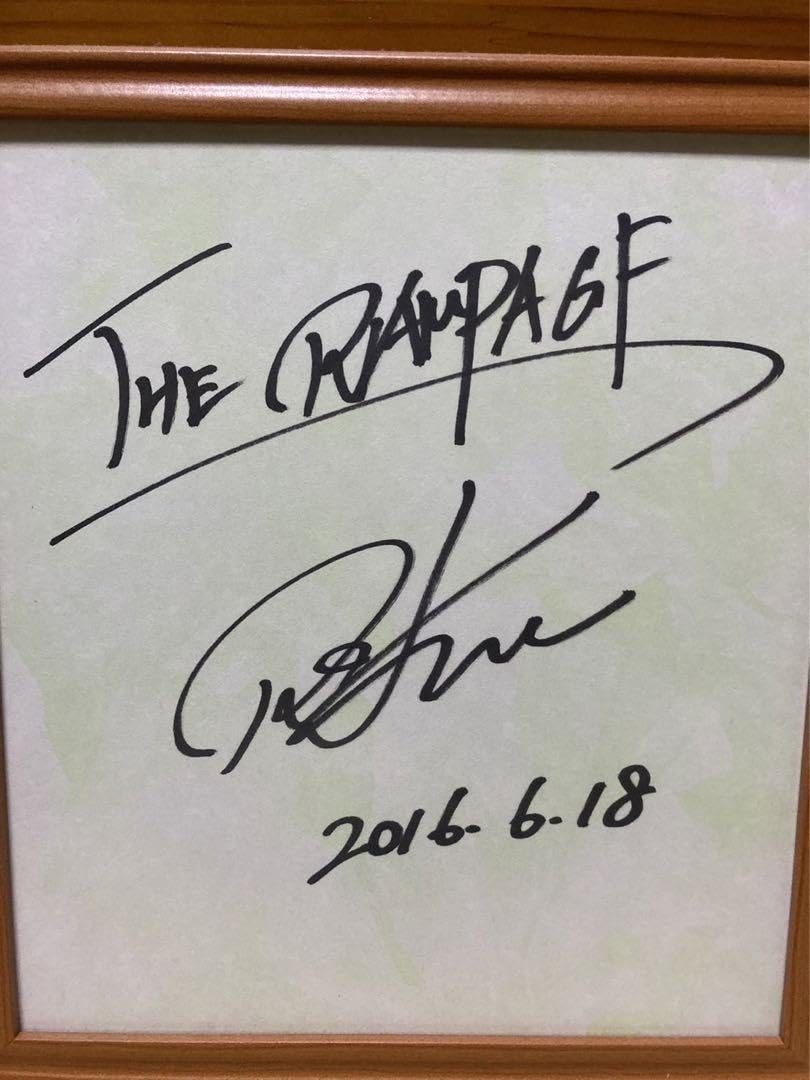 THE RAMPAGE
2016. 6. 18